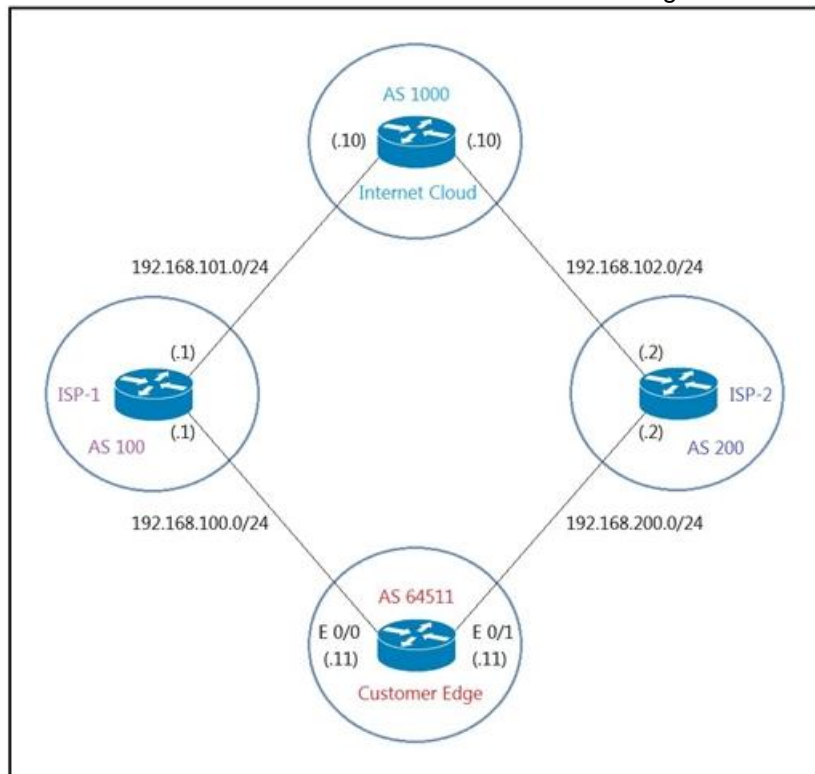 AS 1000
(.10) (.10)
Internet Cloud
192.168.101.0/24 192.168.102.0/24
(.1) (.2)
ISP-1 ISP-2
(.1) (.2)
AS 100 AS 200
192.168.100.0/24 192.168.200.0/24
AS 64511
E 0/0 E 0/1
(.11) (.11)
Customer Edge